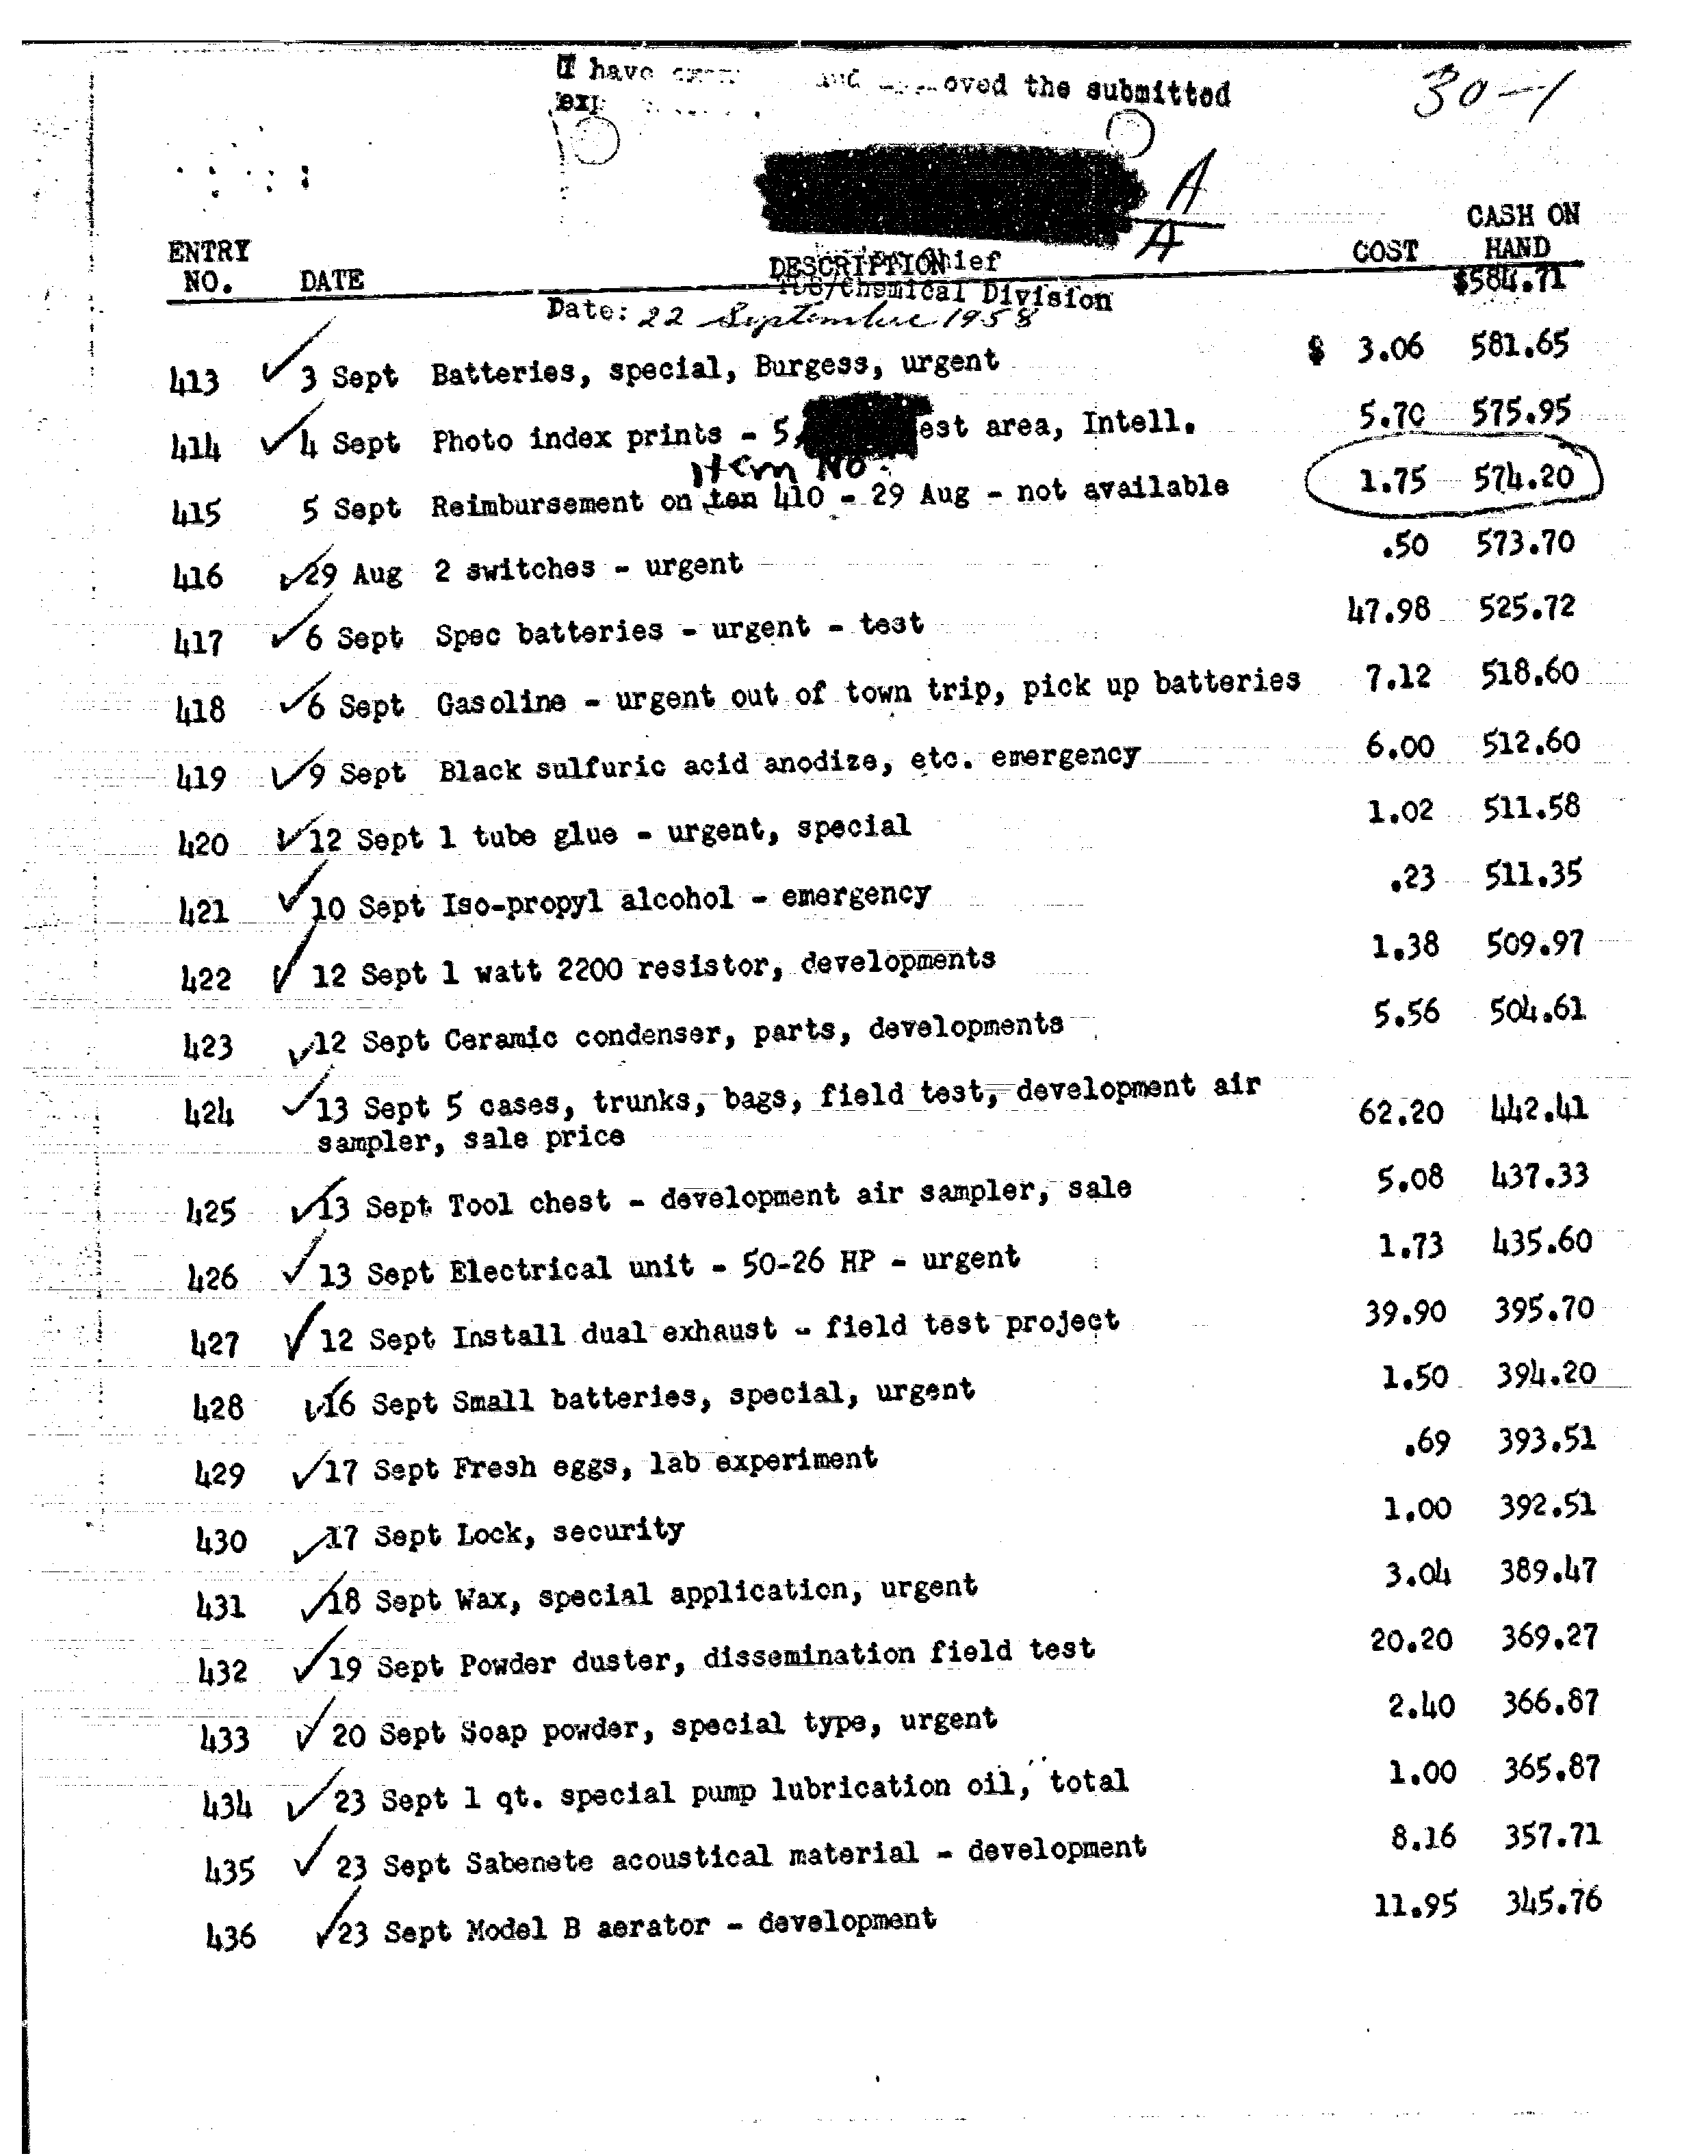 I have and approved the submitted
30-1
A
A
CASH ON
ENTRY COST HAND
NO. DATE DESCRIPTION Chief $584.71
TSS/Chemical Division
Date: 22 September 1958
413 ✓ 3 Sept Batteries, special, Burgess, urgent $ 3.06 581.65
414 ✓ 4 Sept Photo index prints - 5, est area, Intell. 5.70 575.95
Item No.
415 5 Sept Reimbursement on ten 410 - 29 Aug - not available 1.75 574.20
416 ✓ 29 Aug 2 switches - urgent .50 573.70
417 ✓ 6 Sept Spec batteries - urgent - test 47.98 525.72
418 ✓ 6 Sept Gasoline - urgent out of town trip, pick up batteries 7.12 518.60
419 ✓ 9 Sept Black sulfuric acid anodize, etc. emergency 6.00 512.60
420 ✓ 12 Sept 1 tube glue - urgent, special 1.02 511.58
421 ✓ 10 Sept Iso-propyl alcohol - emergency .23 511.35
422 ✓ 12 Sept 1 watt 2200 resistor, developments 1.38 509.97
423 ✓ 12 Sept Ceramic condenser, parts, developments 5.56 504.61
424 ✓ 13 Sept 5 cases, trunks, bags, field test, development air 62.20 442.41
sampler, sale price
425 ✓ 13 Sept Tool chest - development air sampler, sale 5.08 437.33
426 ✓ 13 Sept Electrical unit - 50-26 HP - urgent 1.73 435.60
427 ✓ 12 Sept Install dual exhaust - field test project 39.90 395.70
428 ✓ 16 Sept Small batteries, special, urgent 1.50 394.20
429 ✓ 17 Sept Fresh eggs, lab experiment .69 393.51
430 ✓ 17 Sept Lock, security 1.00 392.51
431 ✓ 18 Sept Wax, special application, urgent 3.04 389.47
432 ✓ 19 Sept Powder duster, dissemination field test 20.20 369.27
433 ✓ 20 Sept Soap powder, special type, urgent 2.40 366.87
434 ✓ 23 Sept 1 qt. special pump lubrication oil, total 1.00 365.87
435 ✓ 23 Sept Sabenete acoustical material - development 8.16 357.71
436 ✓ 23 Sept Model B aerator - development 11.95 345.76